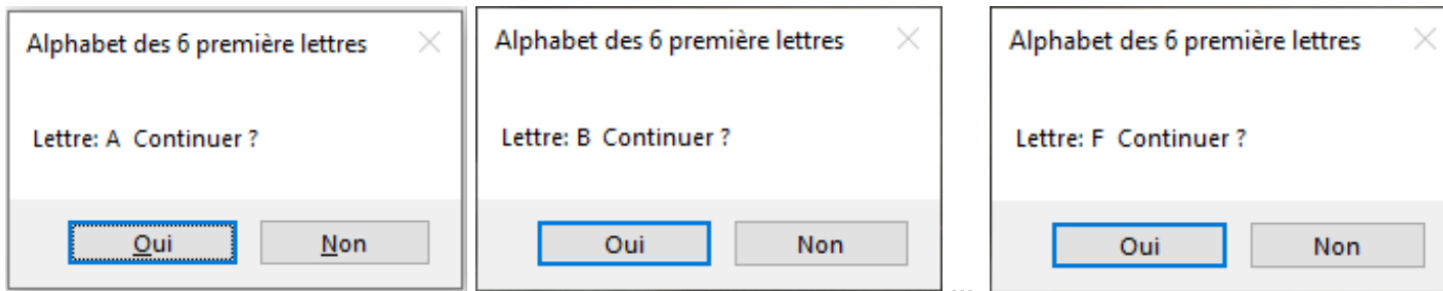 Alphabet des 6 première lettres
Lettre: A Continuer ?
Oui Non
Alphabet des 6 première lettres
Lettre: B Continuer ?
Oui Non
...
Alphabet des 6 première lettres
Lettre: F Continuer ?
Oui Non